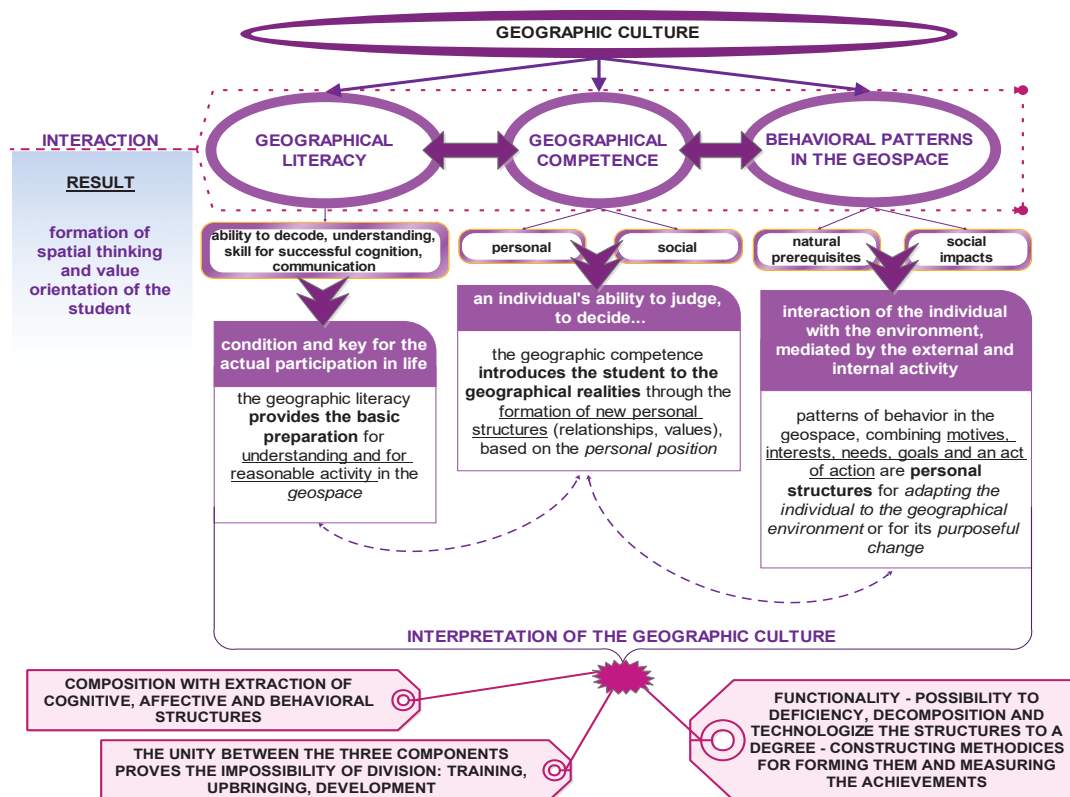 GEOGRAPHIC CULTURE
INTERACTION
GEOGRAPHICAL
LITERACY
GEOGRAPHICAL
COMPETENCE
BEHAVIORAL PATTERNS
IN THE GEOSPACE
RESULT
formation of
spatial thinking
and value
orientation of the
student
ability to decode, understanding,
skill for successful cognition,
communication
personal
social
natural
prerequisites
social
impacts
condition and key for the
actual participation in life
the geographic literacy
provides the basic
preparation for
understanding and for
reasonable activity in the
geospace
an individual's ability to judge,
to decide...
the geographic competence
introduces the student to the
geographical realities through the
formation of new personal
structures (relationships, values),
based on the personal position
interaction of the individual
with the environment,
mediated by the external and
internal activity
patterns of behavior in the
geospace, combining motives,
interests, needs, goals and an act
of action are personal
structures for adapting the
individual to the geographical
environment or for its purposeful
change
INTERPRETATION OF THE GEOGRAPHIC CULTURE
COMPOSITION WITH EXTRACTION OF
COGNITIVE, AFFECTIVE AND BEHAVIORAL
STRUCTURES
THE UNITY BETWEEN THE THREE COMPONENTS
PROVES THE IMPOSSIBILITY OF DIVISION: TRAINING,
UPBRINGING, DEVELOPMENT
FUNCTIONALITY - POSSIBILITY TO
DEFICIENCY, DECOMPOSITION AND
TECHNOLOGIZE THE STRUCTURES TO A
DEGREE - CONSTRUCTING METHODICES
FOR FORMING THEM AND MEASURING
THE ACHIEVEMENTS